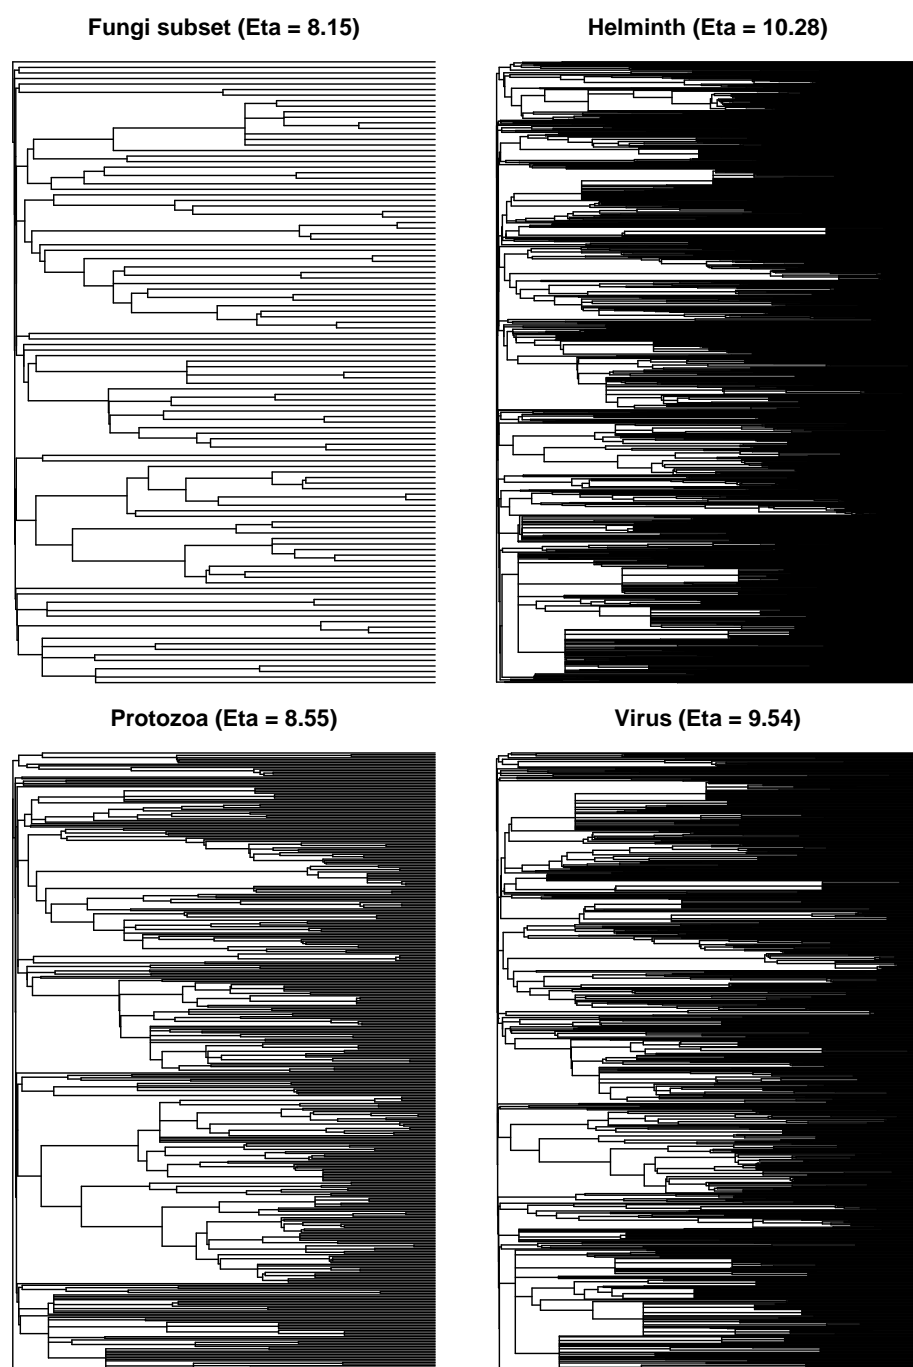 Fungi subset (Eta = 8.15)
Helminth (Eta = 10.28)
Protozoa (Eta = 8.55)
Virus (Eta = 9.54)